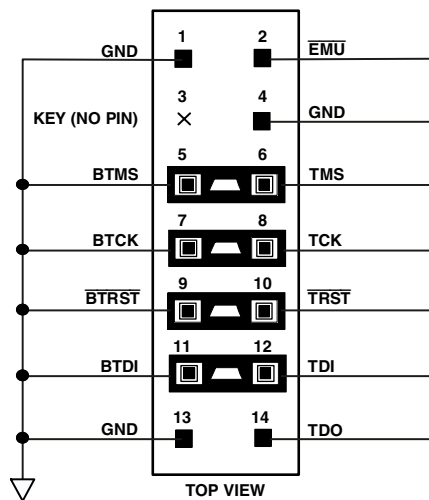 1 2
GND EMU
3 4
KEY (NO PIN) GND
5 6
BTMS TMS
7 8
BTCK TCK
9 10
BTRST TRST
11 12
BTDI TDI
13 14
GND TDO
TOP VIEW